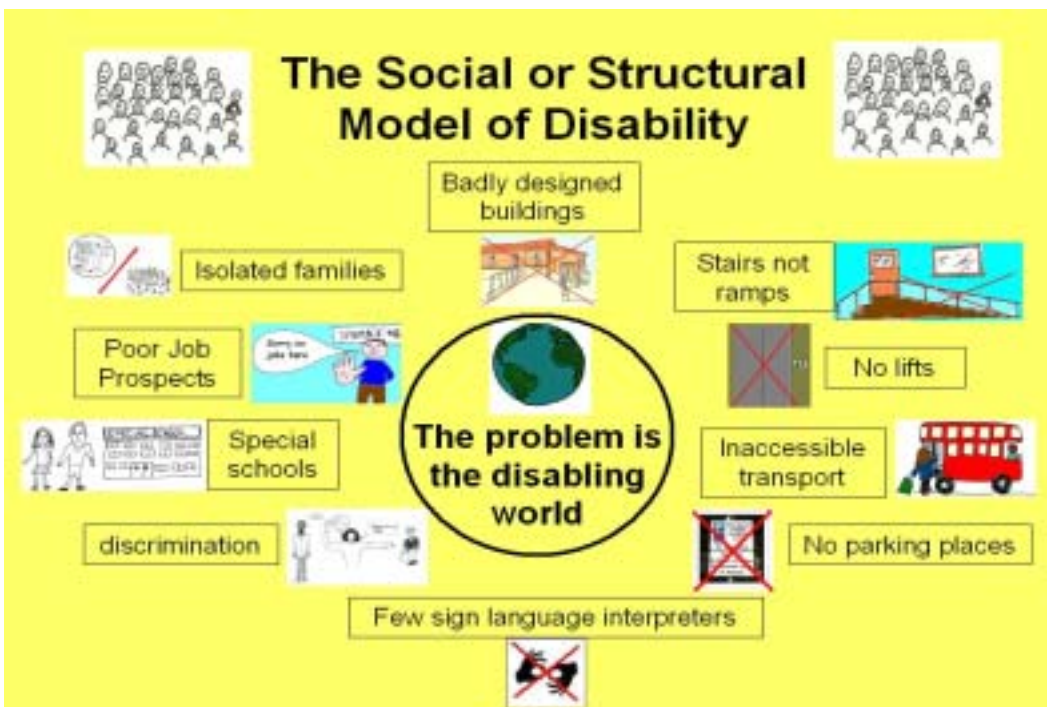 The Social or Structural
Model of Disability
Badly designed
buildings
Isolated families
Stairs not
ramps
Poor Job
Prospects
No lifts
The problem is
the disabling
world
Special
schools
Inaccessible
transport
discrimination
No parking places
Few sign language interpreters